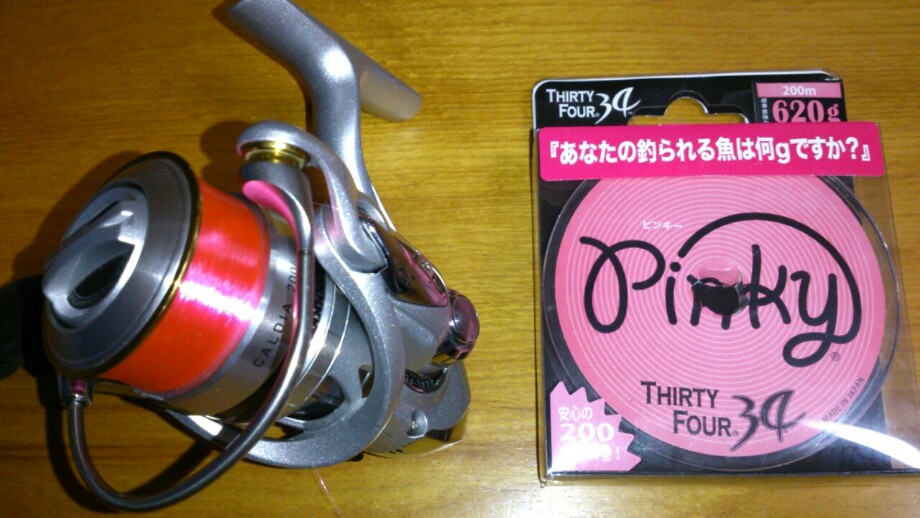 CALDIA 200
THIRTY
FOUR 34
200m
620g
『あなたの釣られる魚は何gですか?』
ピンキー
Pinky
®
THIRTY
FOUR 34
MADE IN JAPAN
安心の
200